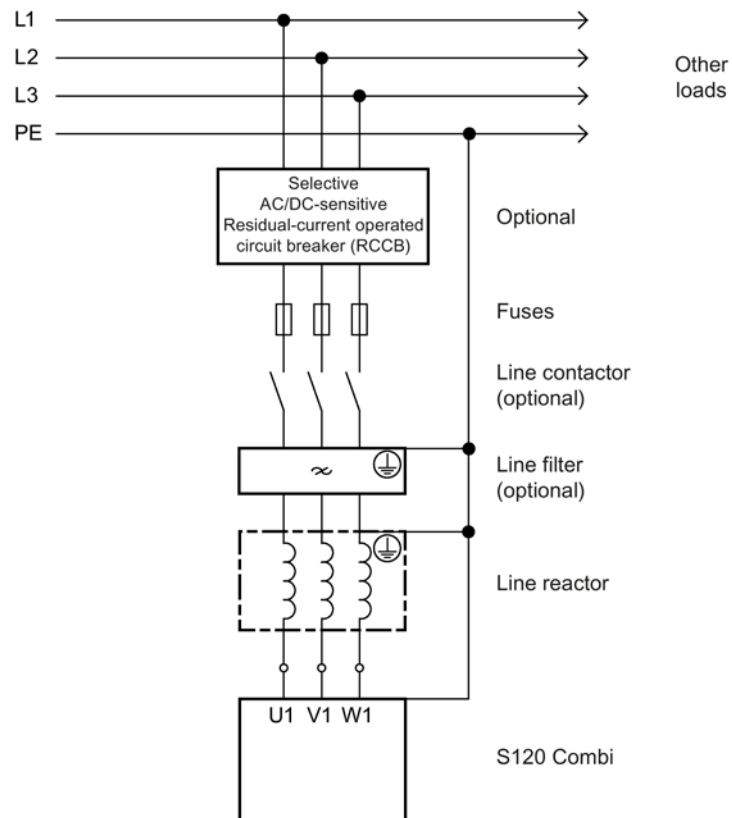 L1
L2
L3
PE
Other
loads
Selective
AC/DC-sensitive
Residual-current operated
circuit breaker (RCCB)
Optional
Fuses
Line contactor
(optional)
Line filter
(optional)
Line reactor
U1 V1 W1
S120 Combi